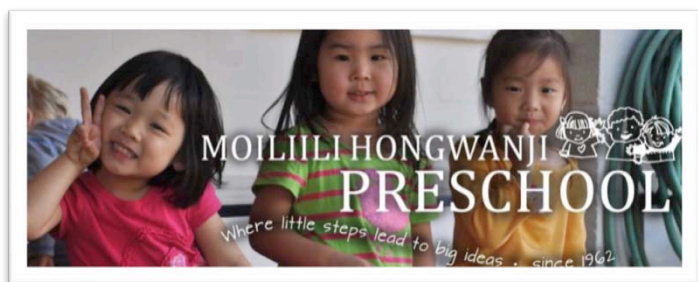 MOILIILI HONGWANJI
PRESCHOOL
Where little steps lead to big ideas · since 1962